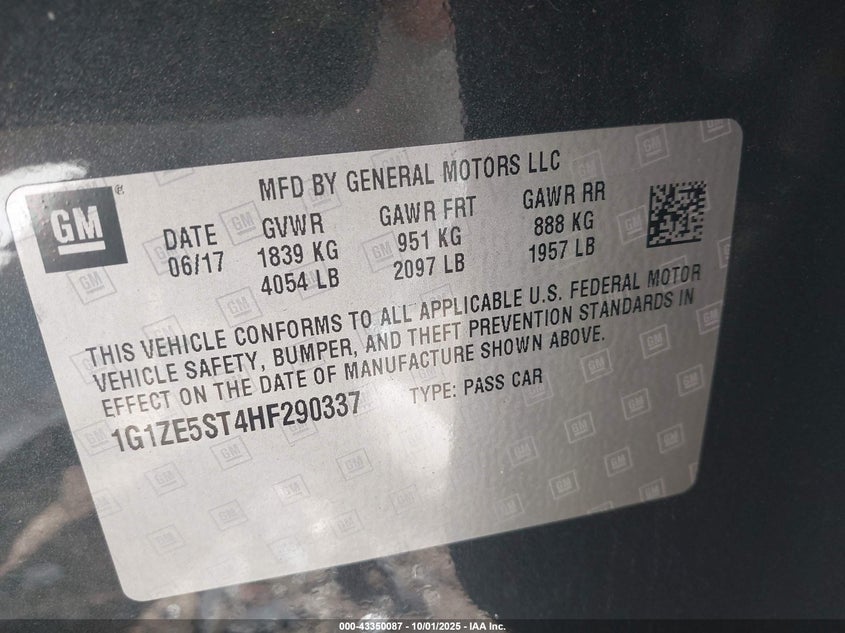 GM
MFD BY GENERAL MOTORS LLC
DATE GVWR GAWR FRT GAWR RR
06/17 1839 KG 951 KG 888 KG
4054 LB 2097 LB 1957 LB
THIS VEHICLE CONFORMS TO ALL APPLICABLE U.S. FEDERAL MOTOR
VEHICLE SAFETY, BUMPER, AND THEFT PREVENTION STANDARDS IN
EFFECT ON THE DATE OF MANUFACTURE SHOWN ABOVE.
1G1ZE5ST4HF290337 TYPE: PASS CAR
000-43350087 - 10/01/2025 - IAA Inc.